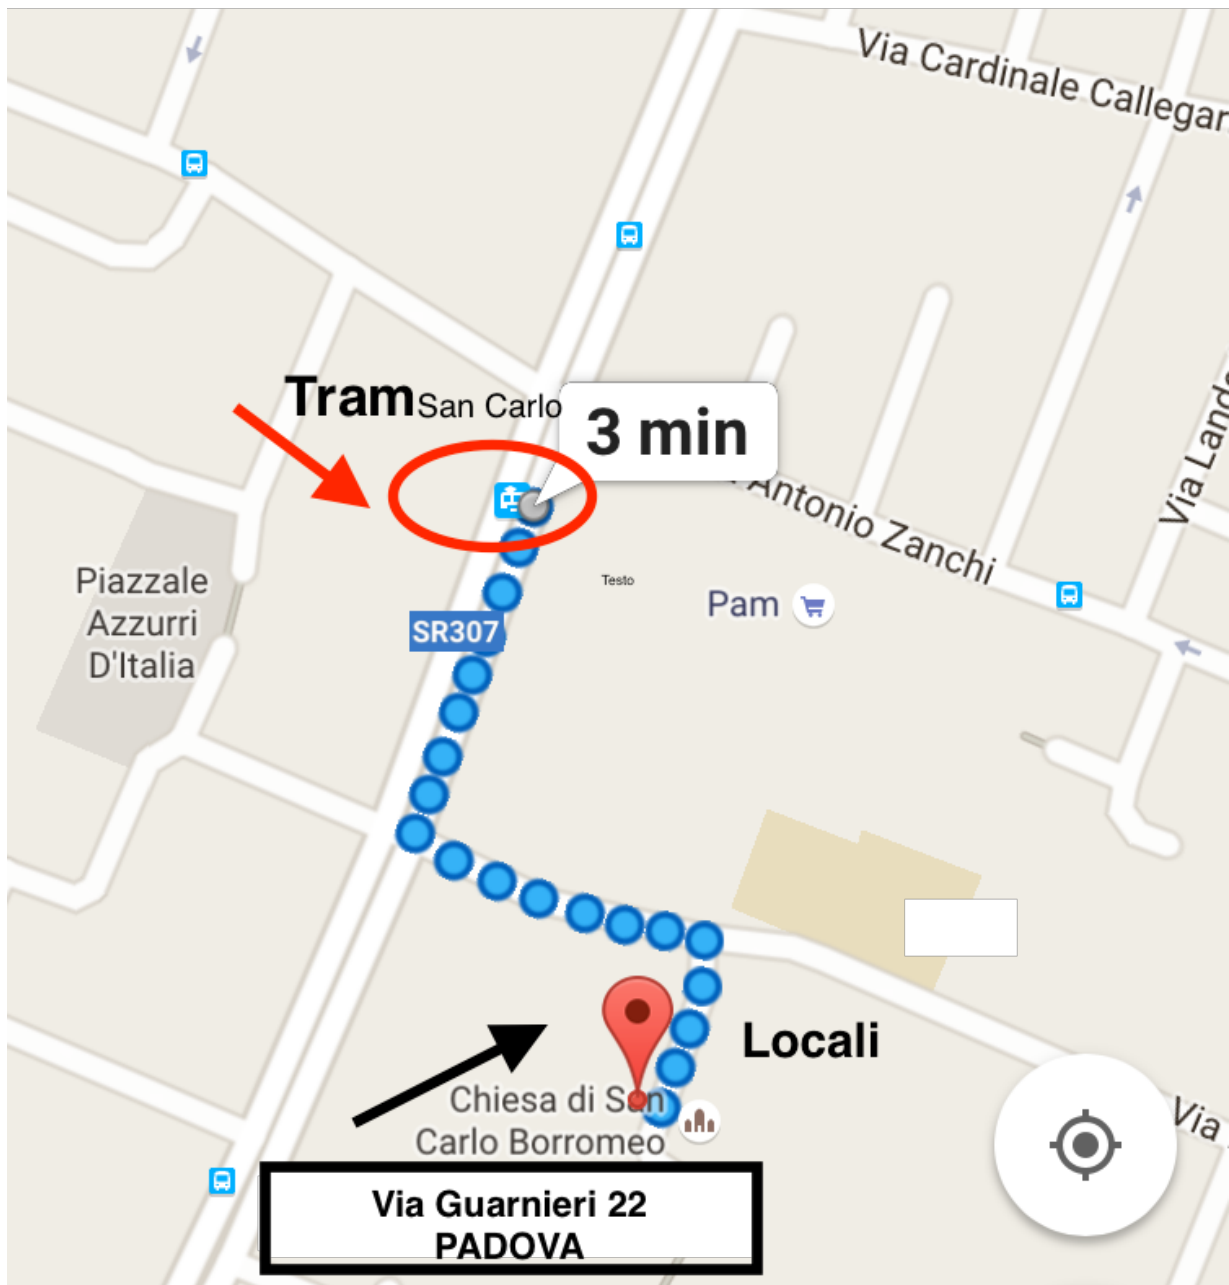 Via Cardinale Callegar
Tram San Carlo
3 min
Antonio Zanchi
Via Lando
Piazzale
Azzurri
D'Italia
Testo
Pam
SR307
Locali
Chiesa di San
Carlo Borromeo
Via
Via Guarnieri 22
PADOVA